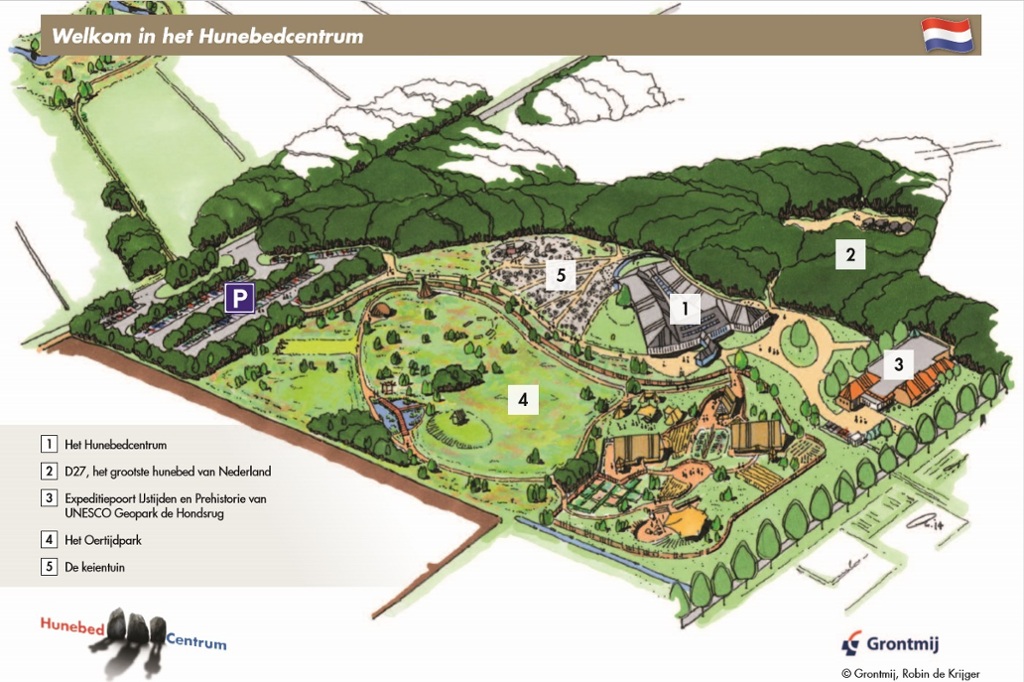 Welkom in het Hunebedcentrum
5
2
1
P
3
4
1 Het Hunebedcentrum
2 D27, het grootste hunebed van Nederland
3 Expeditiepoort IJstijden en Prehistorie van
UNESCO Geopark de Hondsrug
4 Het Oertijdpark
5 De keientuin
Hunebed Centrum
Grontmij
© Grontmij, Robin de Krijger